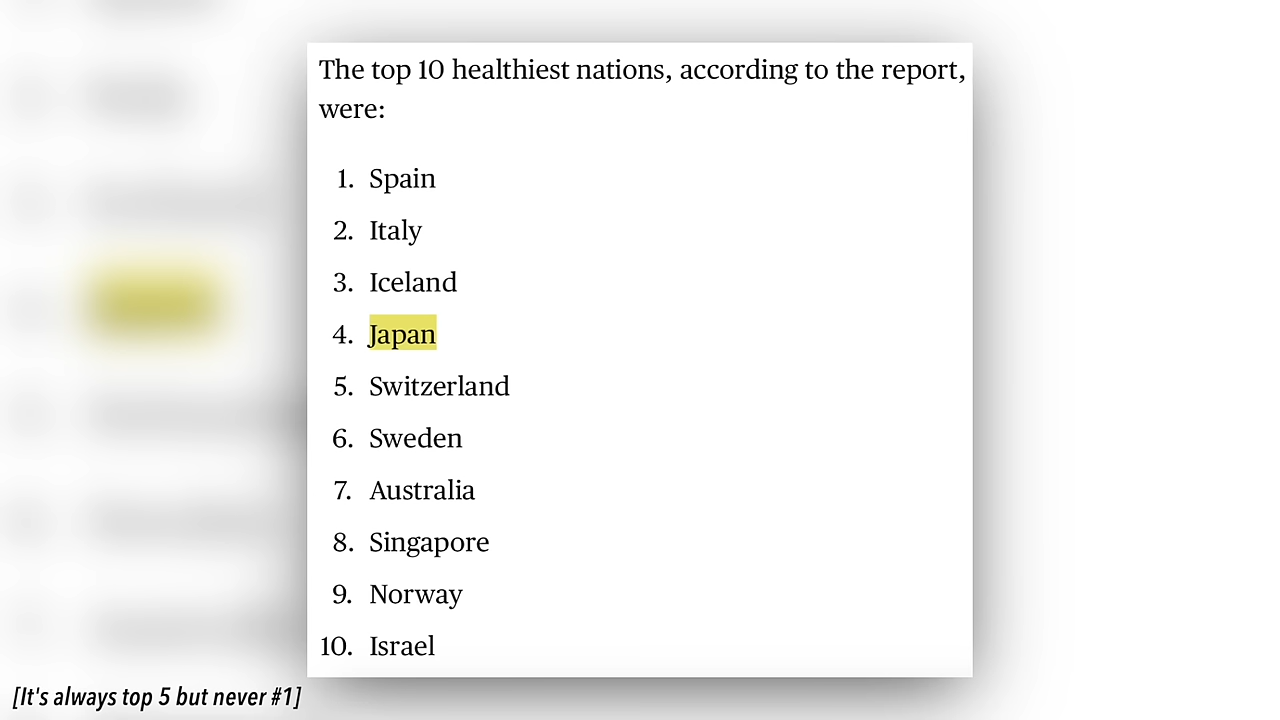 The top 10 healthiest nations, according to the report,
were:
1. Spain
2. Italy
3. Iceland
4. Japan
5. Switzerland
6. Sweden
7. Australia
8. Singapore
9. Norway
10. Israel
[It's always top 5 but never #1]